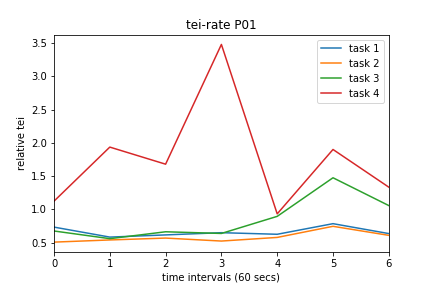 tei-rate P01
task 1
task 2
task 3
task 4
relative tei
3.5
3.0
2.5
2.0
1.5
1.0
0.5
0 1 2 3 4 5 6
time intervals (60 secs)